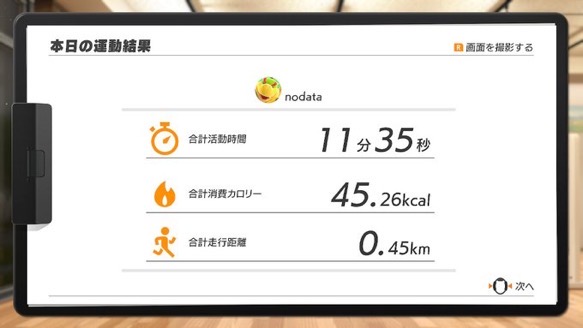 本日の運動結果
R 画面を撮影する
nodata
合計活動時間 11分35秒
合計消費カロリー 45.26kcal
合計走行距離 0.45km
次へ